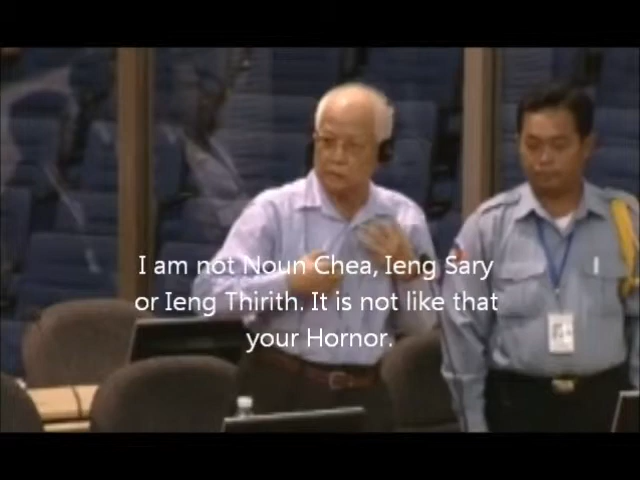 I am not Noun Chea, Ieng Sary
or Ieng Thirith. It is not like that
your Hornor.